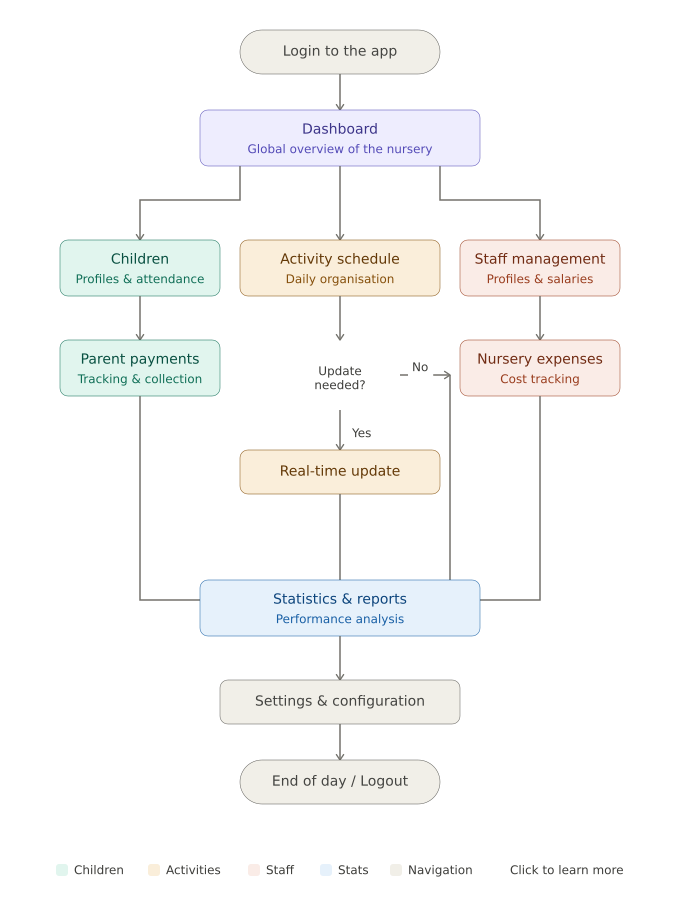 Login to the app
Dashboard
Global overview of the nursery
Children
Profiles & attendance
Activity schedule
Daily organisation
Staff management
Profiles & salaries
Parent payments
Tracking & collection
Update
needed?
No
Nursery expenses
Cost tracking
Yes
Real-time update
Statistics & reports
Performance analysis
Settings & configuration
End of day / Logout
Children
Activities
Staff
Stats
Navigation
Click to learn more